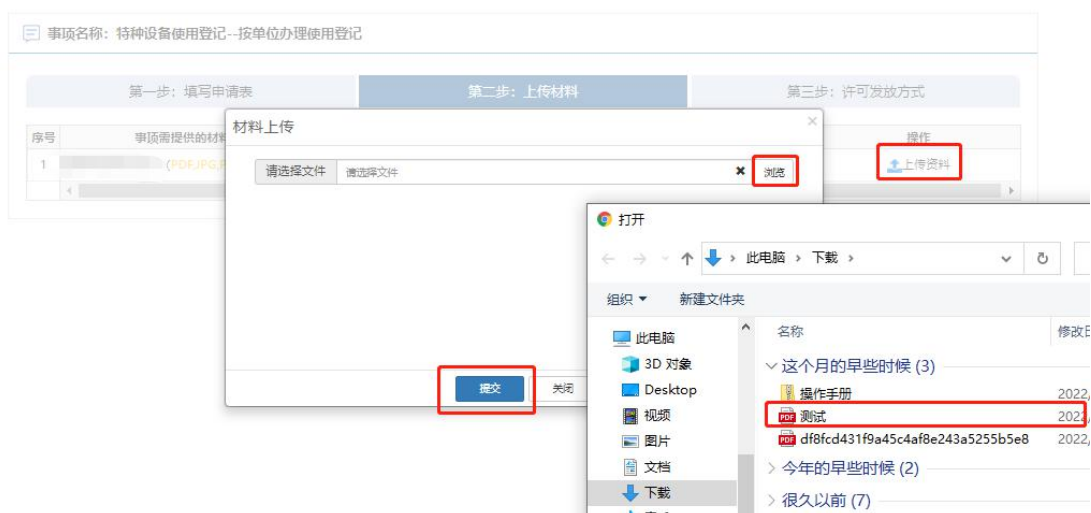 事项名称：特种设备使用登记--按单位办理使用登记
第一步：填写申请表
第二步：上传材料
第三步：许可发放方式
序号
事项需提供的材料
操作
1
(PDF,JPG,
上传资料
材料上传
×
请选择文件
请选择文件
浏览
提交
关闭
打开
此电脑 › 下载 ›
组织
新建文件夹
此电脑
3D 对象
Desktop
视频
图片
文档
下载
名称
修改日
这个月的早些时候 (3)
操作手册
2022/
PDF 测试
2022/
PDF df8fcd431f9a45c4af8e243a5255b5e8
2022/
今年的早些时候 (2)
很久以前 (7)